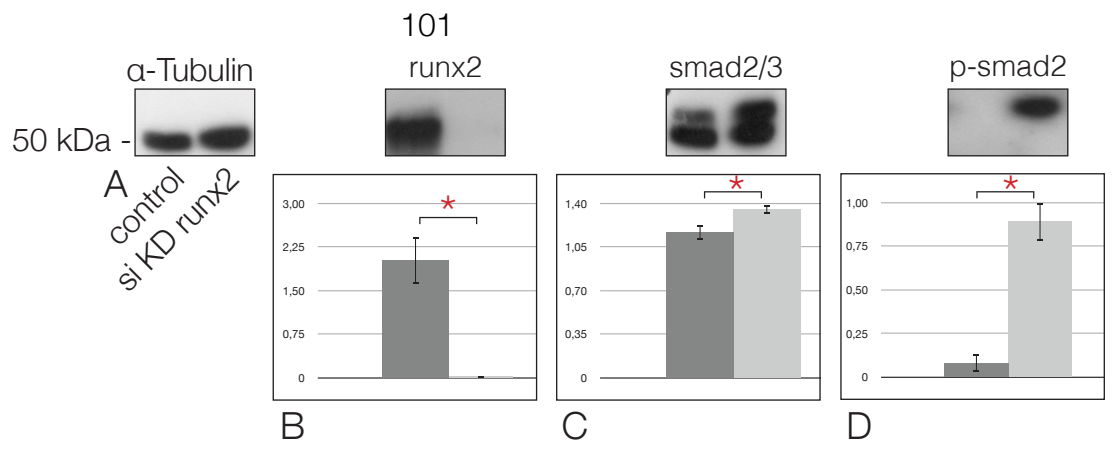 101
α-Tubulin
runx2
smad2/3
p-smad2
50 kDa -
A
control
si KD runx2
3,00
2,25
1,50
0,75
0
*
B
1,40
1,05
0,70
0,35
0
*
C
1,00
0,75
0,50
0,25
0
*
D